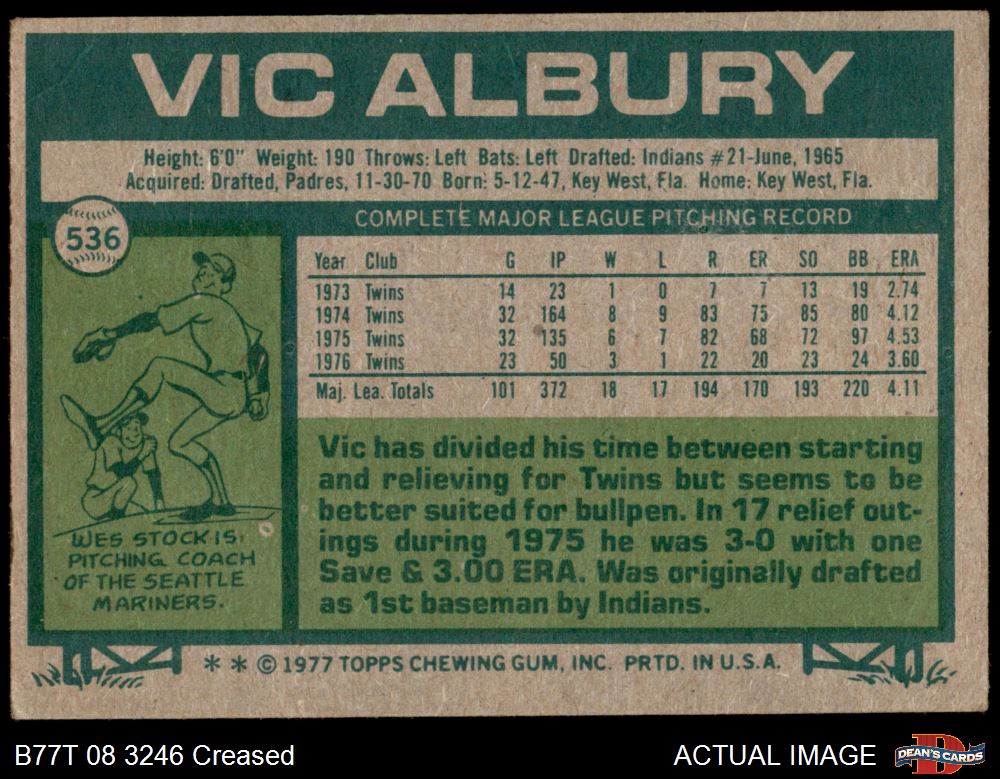 VIC ALBURY
Height: 6'0" Weight: 190 Throws: Left Bats: Left Drafted: Indians #21-June, 1965
Acquired: Drafted, Padres, 11-30-70 Born: 5-12-47, Key West, Fla. Home: Key West, Fla.
536
COMPLETE MAJOR LEAGUE PITCHING RECORD
Year Club G IP W L R ER SO BB ERA
1973 Twins 14 23 1 0 7 7 13 19 2.74
1974 Twins 32 164 8 9 83 75 85 80 4.12
1975 Twins 32 135 6 7 82 68 72 97 4.53
1976 Twins 23 50 3 1 22 20 23 24 3.60
Maj. Lea. Totals 101 372 18 17 194 170 193 220 4.11
WES STOCK IS
PITCHING COACH
OF THE SEATTLE
MARINERS.
Vic has divided his time between starting
and relieving for Twins but seems to be
better suited for bullpen. In 17 relief out-
ings during 1975 he was 3-0 with one
Save & 3.00 ERA. Was originally drafted
as 1st baseman by Indians.
* * © 1977 TOPPS CHEWING GUM, INC. PRTD. IN U.S.A.
B77T 08 3246 Creased
ACTUAL IMAGE
D
DEAN'S CARDS